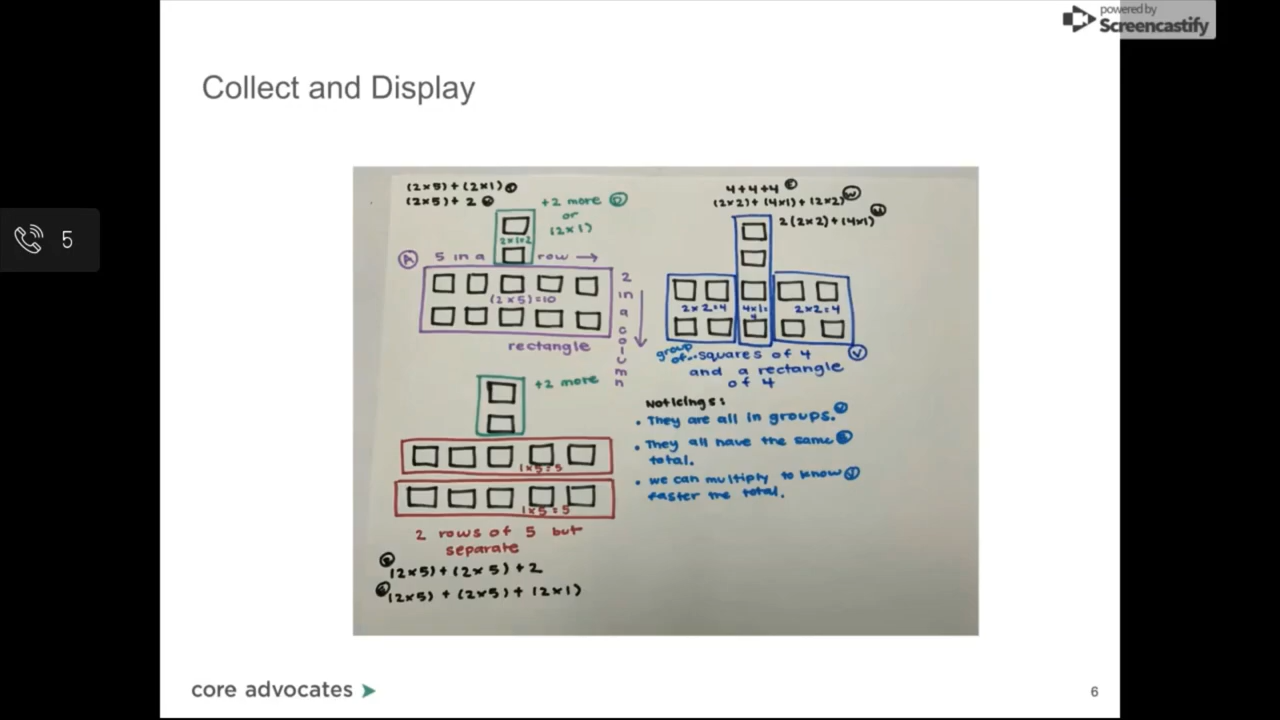 powered by
Screencastify
Collect and Display
5
(2×5)+(2×1)
(2×5)+ 2
+2 more
or
(2×1)
2×1=2
A 5 in a row →
(2×5)=10
2 in a column
rectangle
4+4+4
(2×2)+(4×1)+(2×2)
2(2×2)+(4×1)
2×2=4
4×1=4
2×2=4
group of.. squares of 4
and a rectangle
of 4
+2 more
1×5=5
1×5=5
2 rows of 5 but
separate
(2×5)+(2×5)+2
(2×5) + (2×5) + (2×1)
Noticings:
• They are all in groups.
• They all have the same
total.
• we can multiply to know
faster the total.
core advocates
6